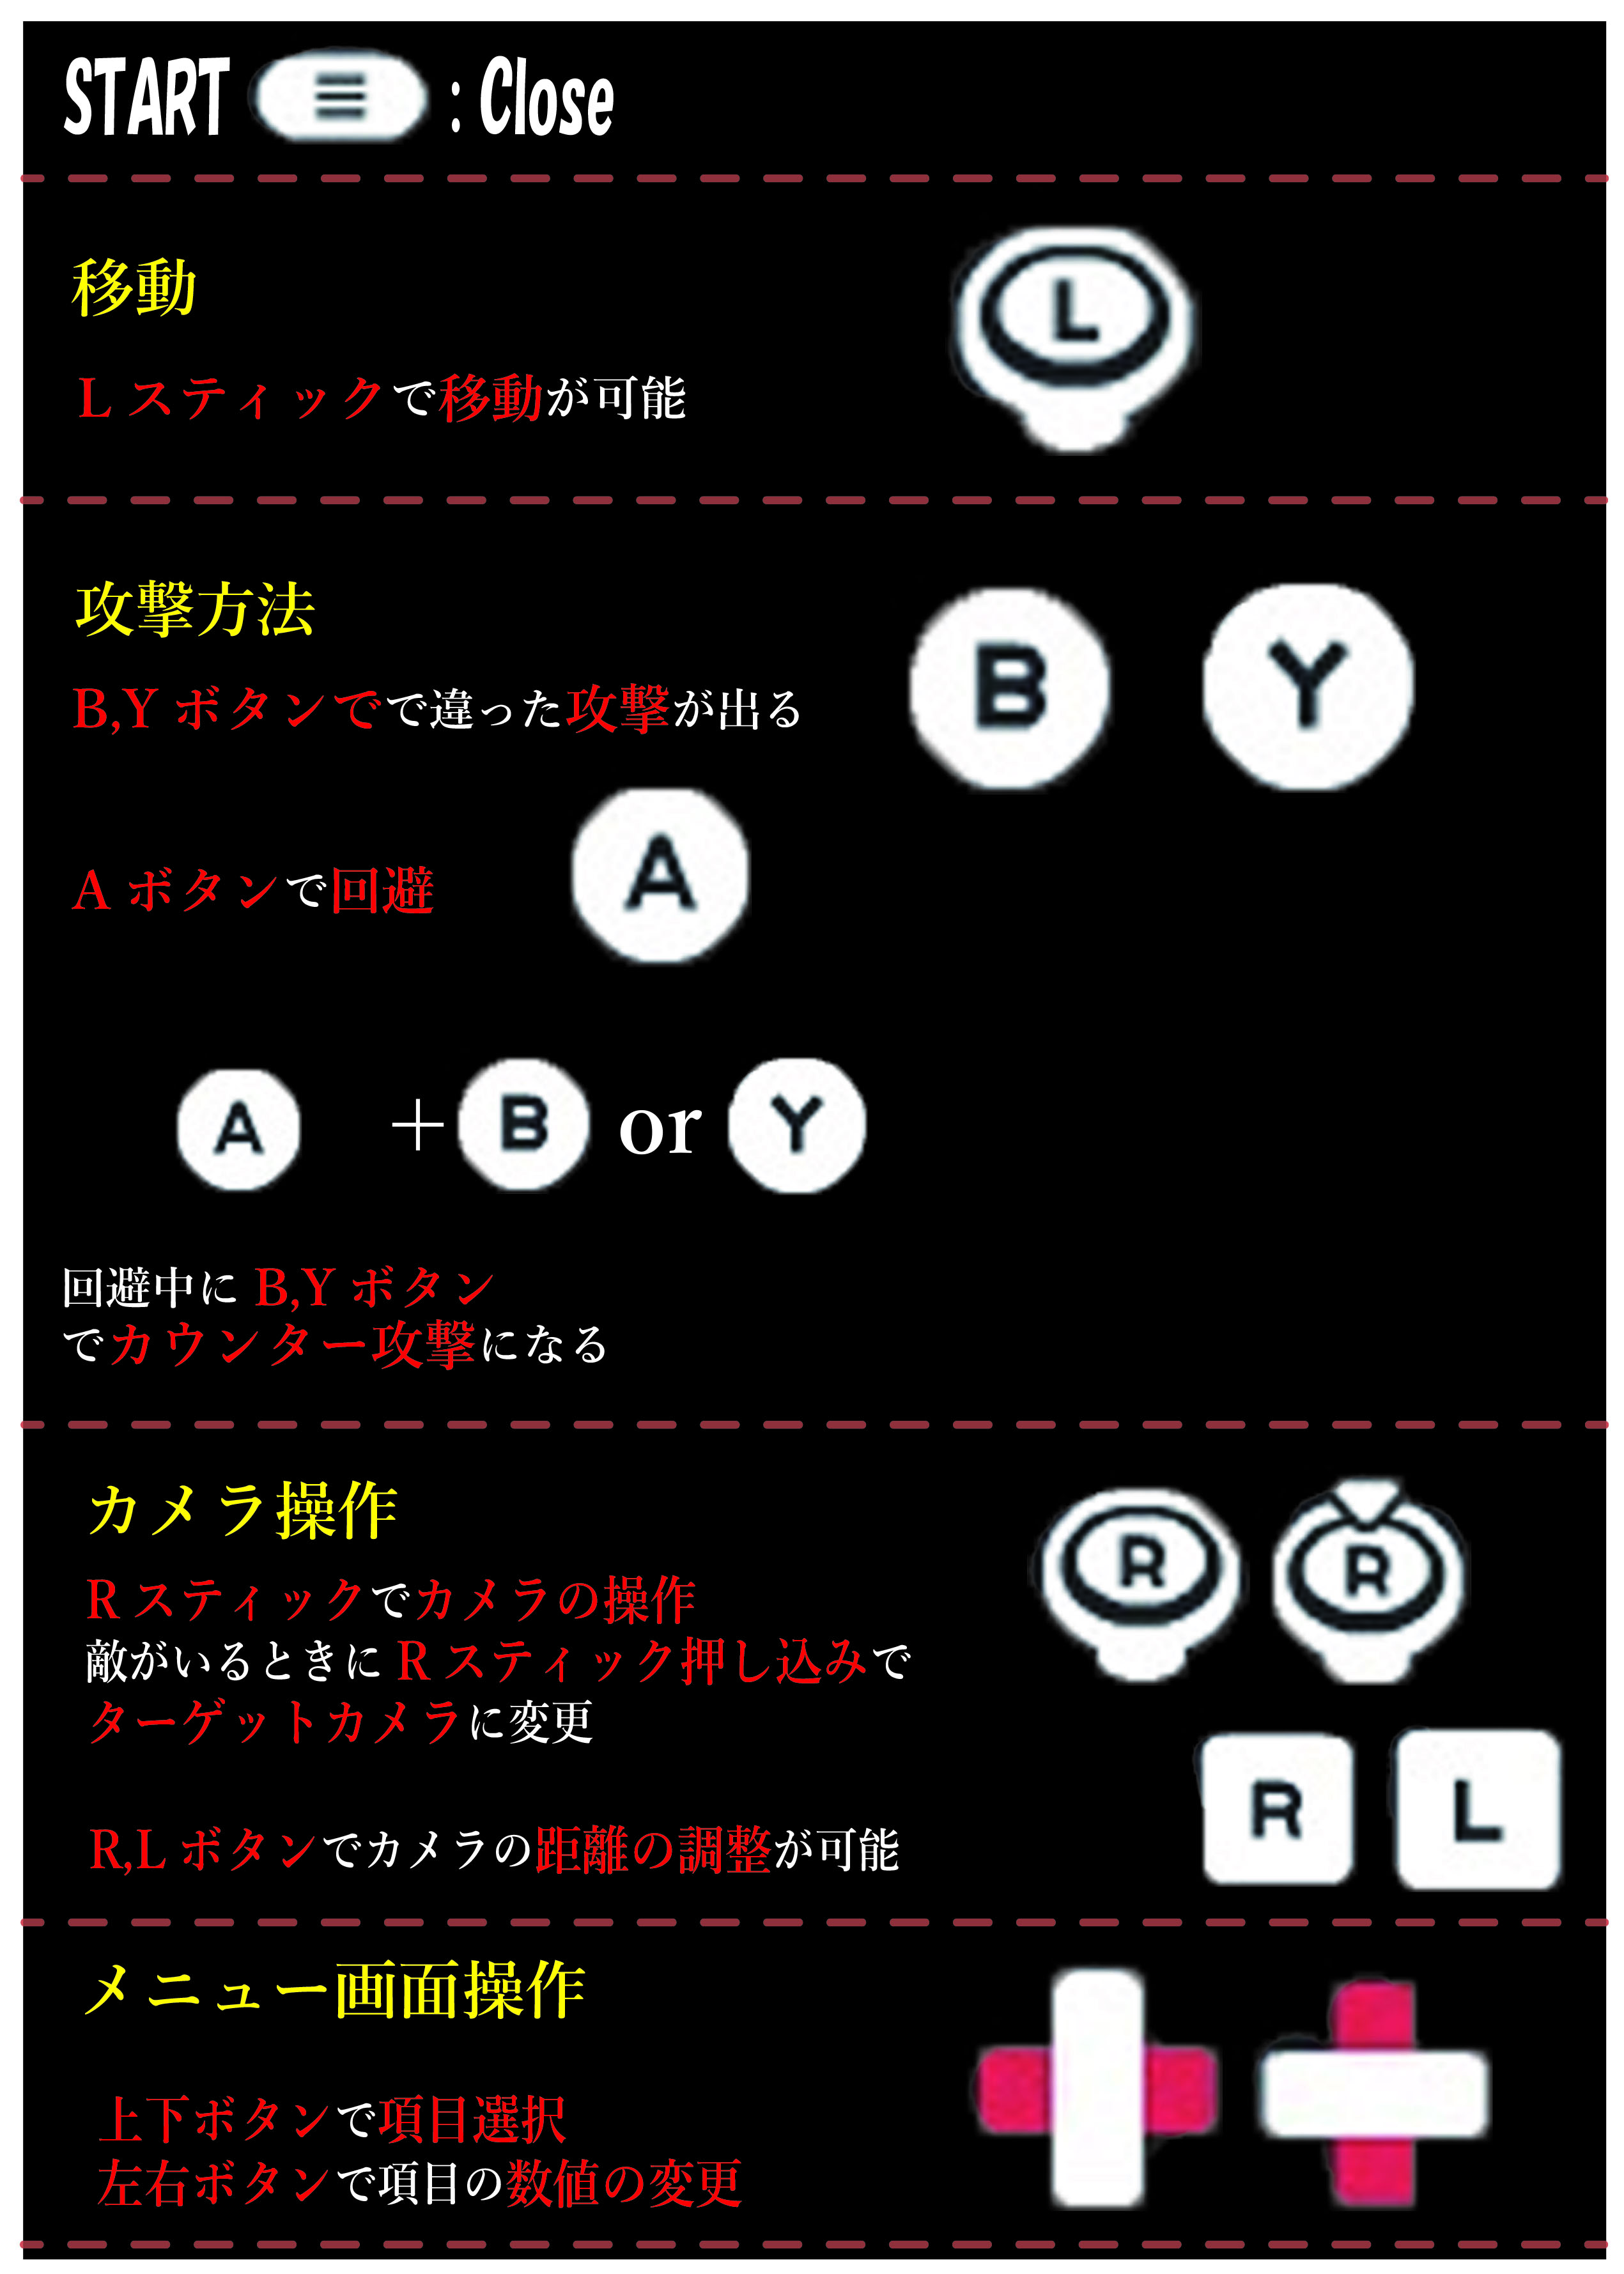 START ≡ : Close
移動
L
Lスティックで移動が可能
攻撃方法
B Y
B,Yボタンでで違った攻撃が出る
A
Aボタンで回避
A +B or Y
回避中にB,Yボタン
でカウンター攻撃になる
カメラ操作
R R
Rスティックでカメラの操作
敵がいるときにRスティック押し込みで
ターゲットカメラに変更
R L
R,Lボタンでカメラの距離の調整が可能
メニュー画面操作
上下ボタンで項目選択
左右ボタンで項目の数値の変更